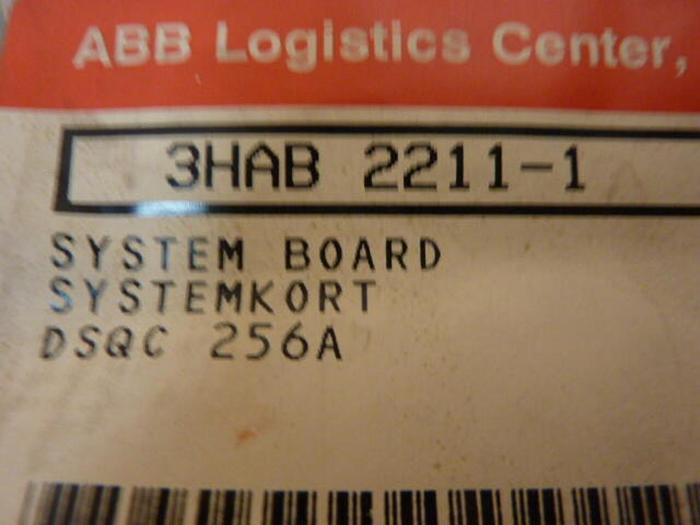 ABB Logistics Center,
3HAB 2211-1
SYSTEM BOARD
SYSTEMKORT
DSQC 256A